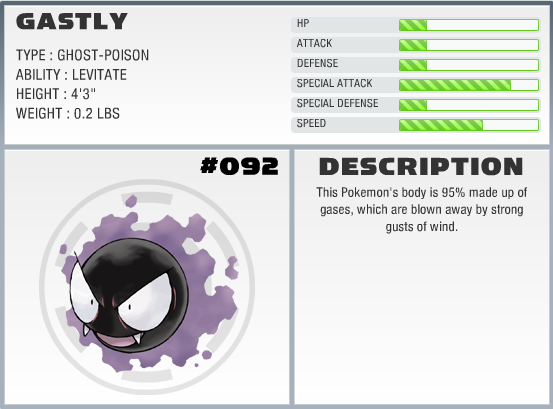 GASTLY
TYPE : GHOST-POISON
ABILITY : LEVITATE
HEIGHT : 4'3"
WEIGHT : 0.2 LBS
HP
ATTACK
DEFENSE
SPECIAL ATTACK
SPECIAL DEFENSE
SPEED
#092
DESCRIPTION
This Pokemon's body is 95% made up of
gases, which are blown away by strong
gusts of wind.